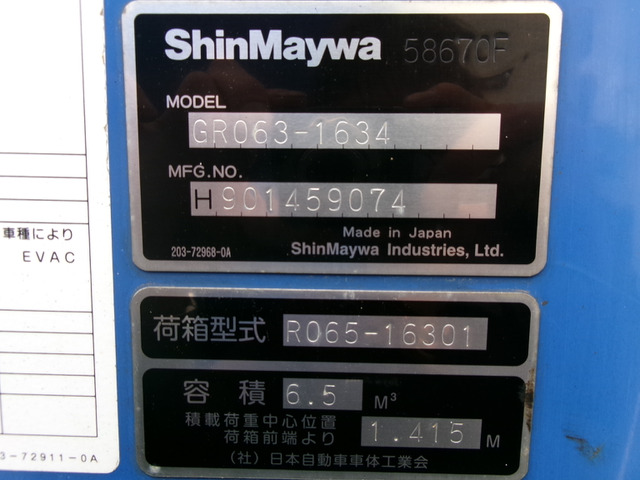 ShinMaywa 58670F
MODEL
GR063-1634
MFG.NO.
H901459074
Made in Japan
203-72968-0A ShinMaywa Industries, Ltd.
車種により
EVAC
荷箱型式 R065-16301
容積 6.5 M³
積載荷重中心位置
荷箱前端より 1.415 M
(社)日本自動車車体工業会
3-72911-0A